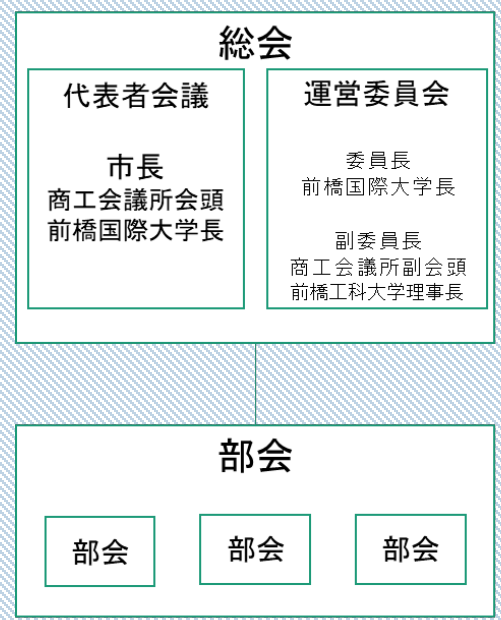 総会
代表者会議
市長
商工会議所会頭
前橋国際大学長
運営委員会
委員長
前橋国際大学長
副委員長
商工会議所副会頭
前橋工科大学理事長
部会
部会
部会
部会